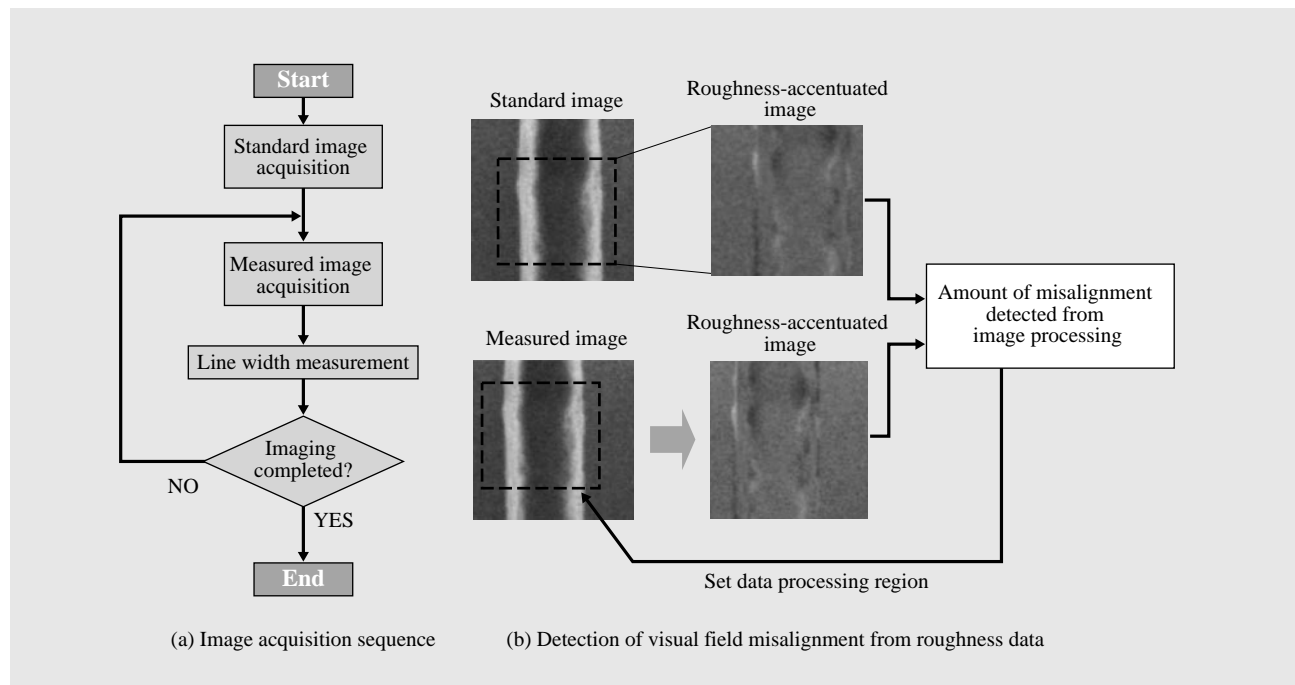 Start
Standard image
acquisition
Measured image
acquisition
Line width measurement
Imaging
completed?
NO
YES
End
(a) Image acquisition sequence
Standard image
Roughness-accentuated
image
Measured image
Roughness-accentuated
image
Amount of misalignment
detected from
image processing
Set data processing region
(b) Detection of visual field misalignment from roughness data